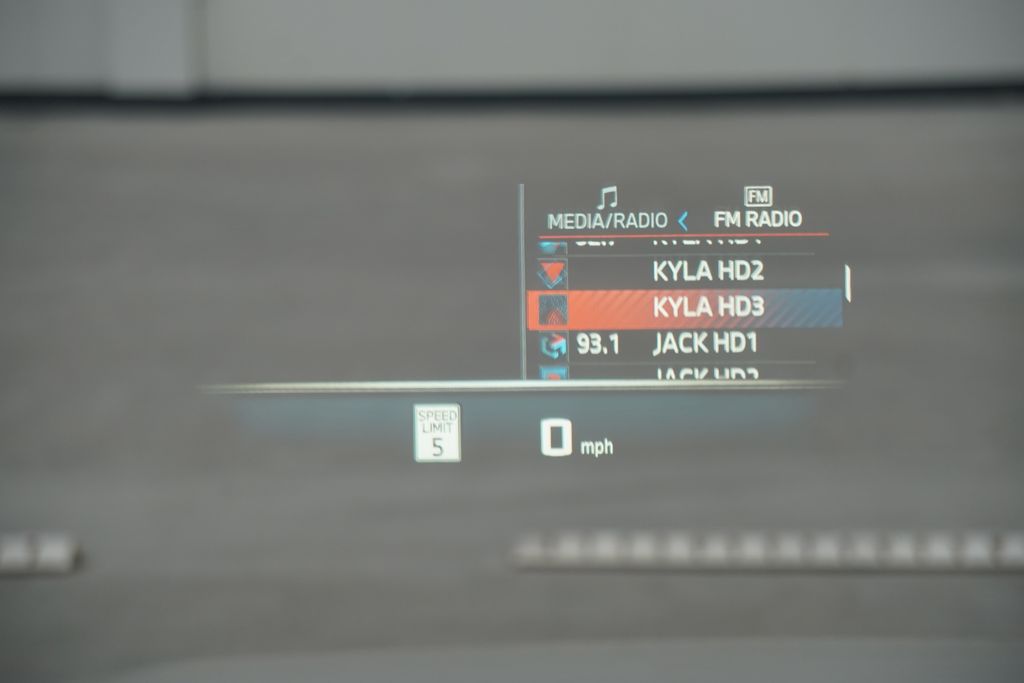 FM
MEDIA/RADIO < FM RADIO
KYLA HD2
KYLA HD3
93.1 JACK HD1
SPEED
LIMIT
5
0 mph